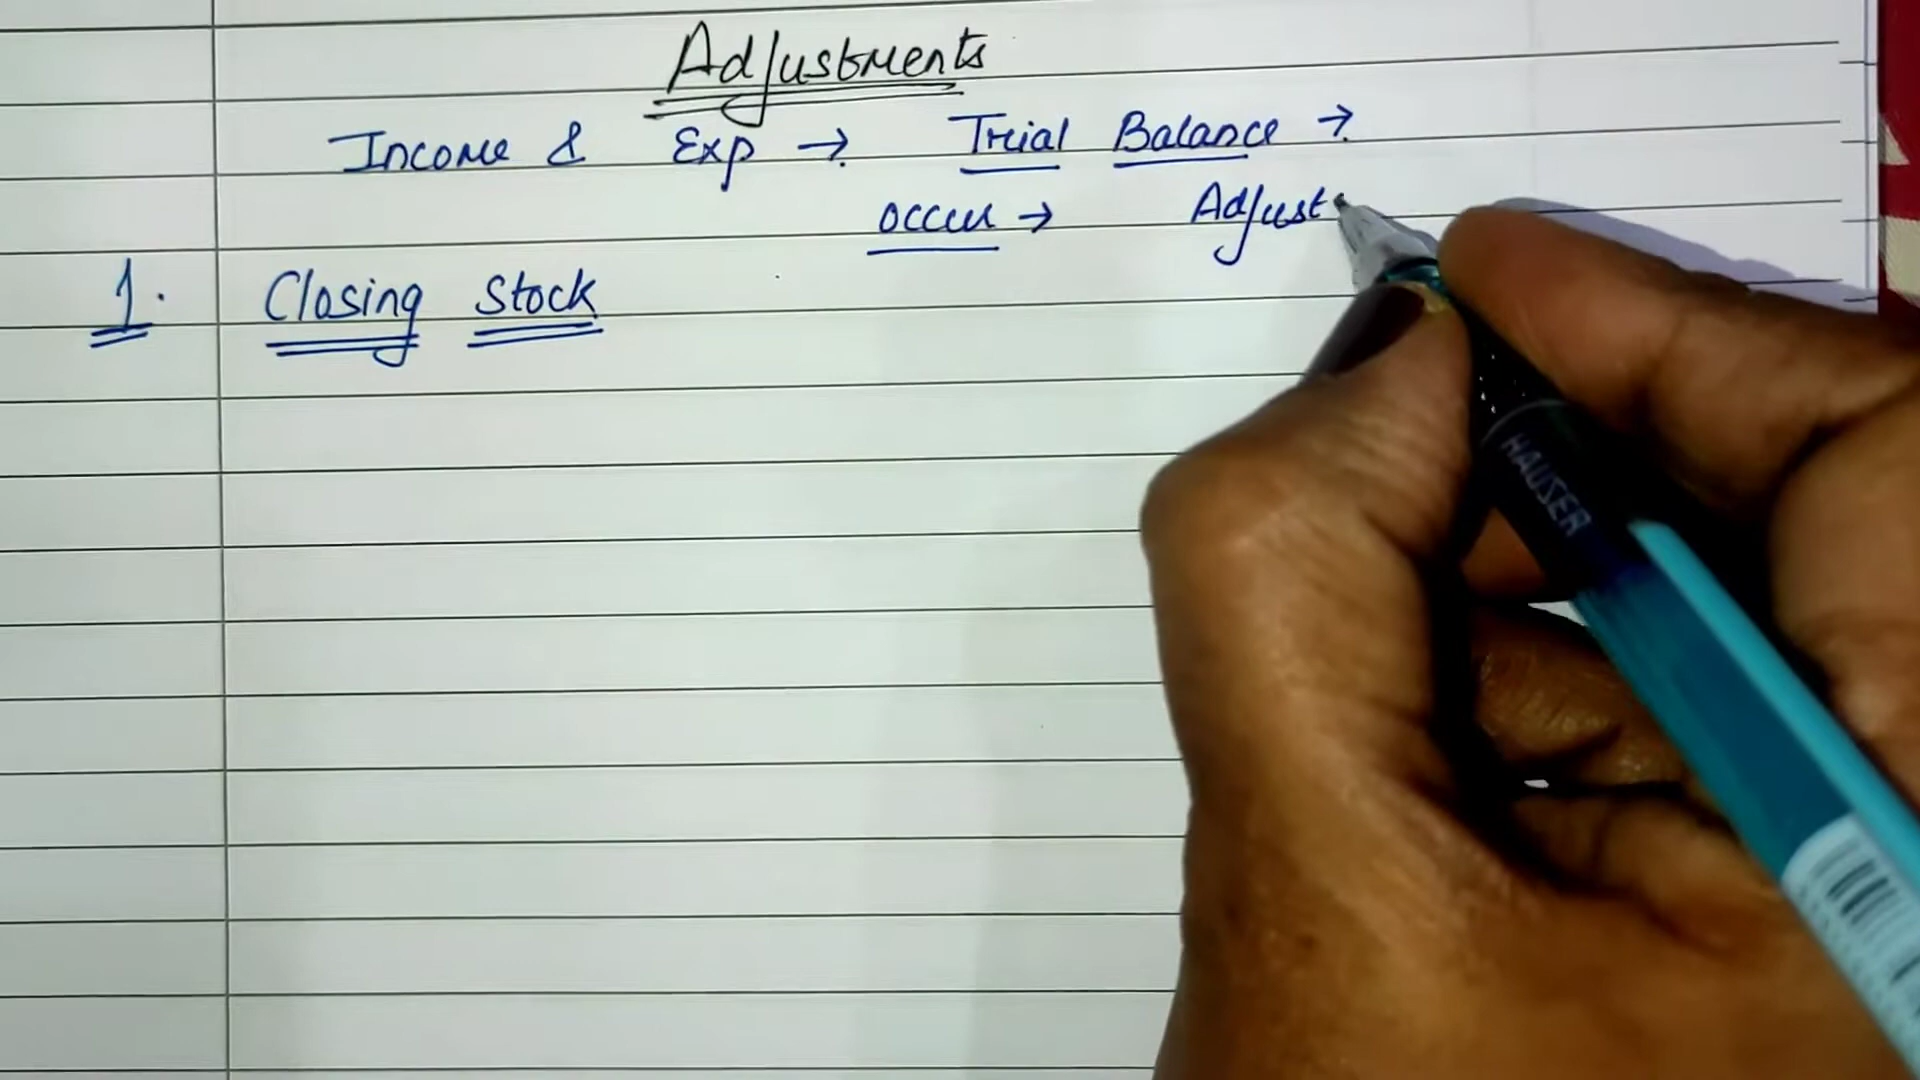 Adjustments
Income & Exp → Trial Balance →
occur → Adjust
1. Closing Stock
HAUSER